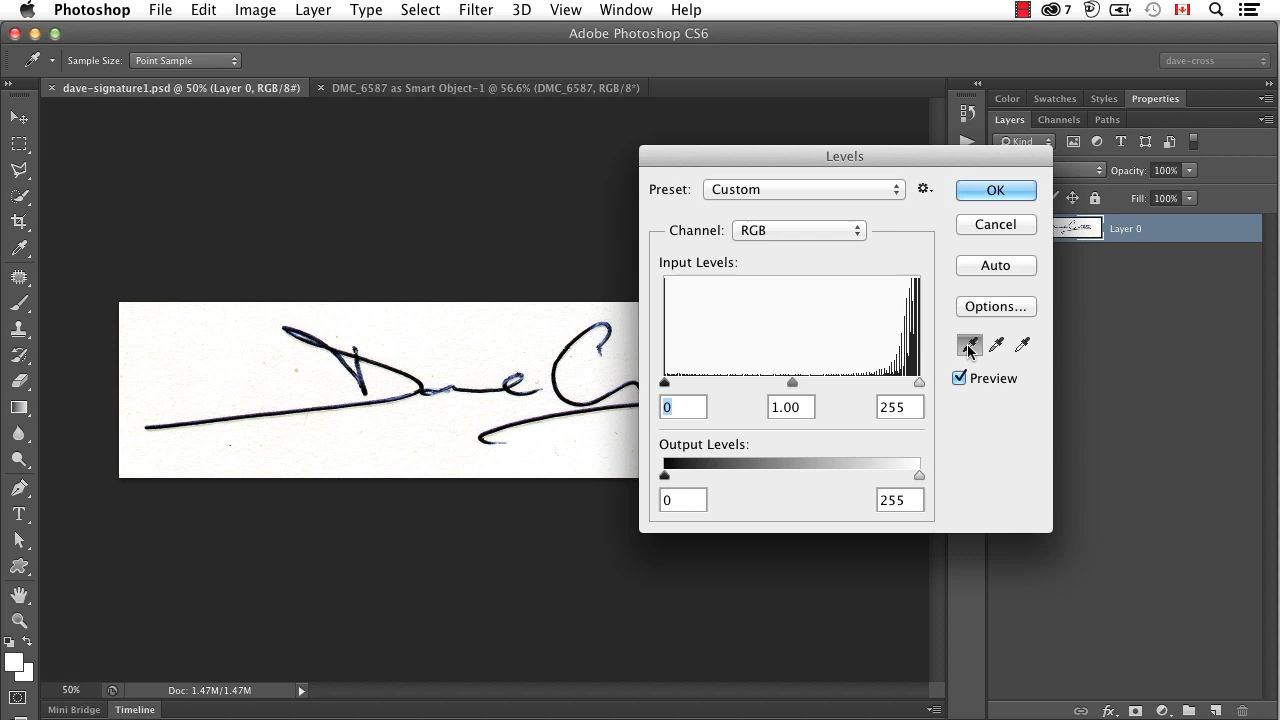 Photoshop File Edit Image Layer Type Select Filter 3D View Window Help 7
Adobe Photoshop CS6
Sample Size: Point Sample dave-cross
× dave-signature1.psd @ 50% (Layer 0, RGB/8#) × DMC_6587 as Smart Object-1 @ 56.6% (DMC_6587, RGB/8*)
Color Swatches Styles Properties
Layers Channels Paths
Kind
Opacity: 100%
Fill: 100%
Layer 0
Levels
Preset: Custom
OK
Channel: RGB
Cancel
Input Levels:
Auto
Options...
Preview
0 1.00 255
Output Levels:
0 255
Dave C
50% Doc: 1.47M/1.47M
Mini Bridge Timeline